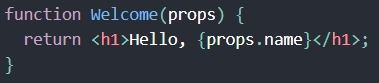 function Welcome(props) {
  return <h1>Hello, {props.name}</h1>;
}